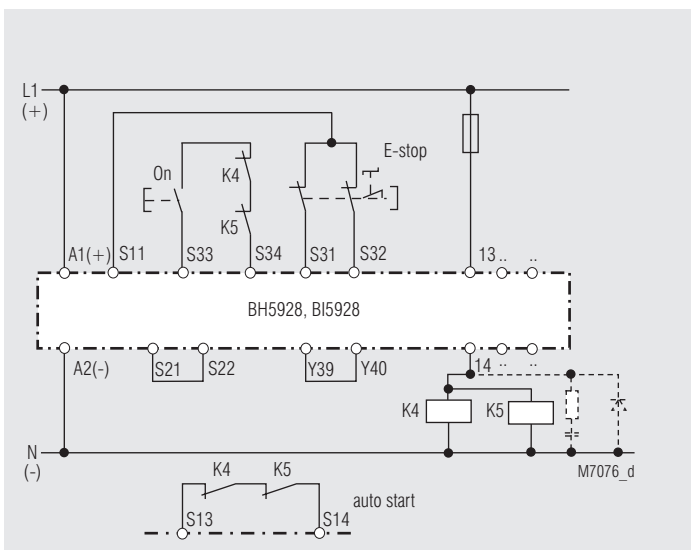 L1
(+)
E-stop
On
K4
K5
A1(+) S11 S33 S34 S31 S32 13 .. ..
BH5928, BI5928
A2(-) S21 S22 Y39 Y40 14 .. ..
K4 K5
N
(-)
M7076_d
K4 K5
auto start
S13 S14